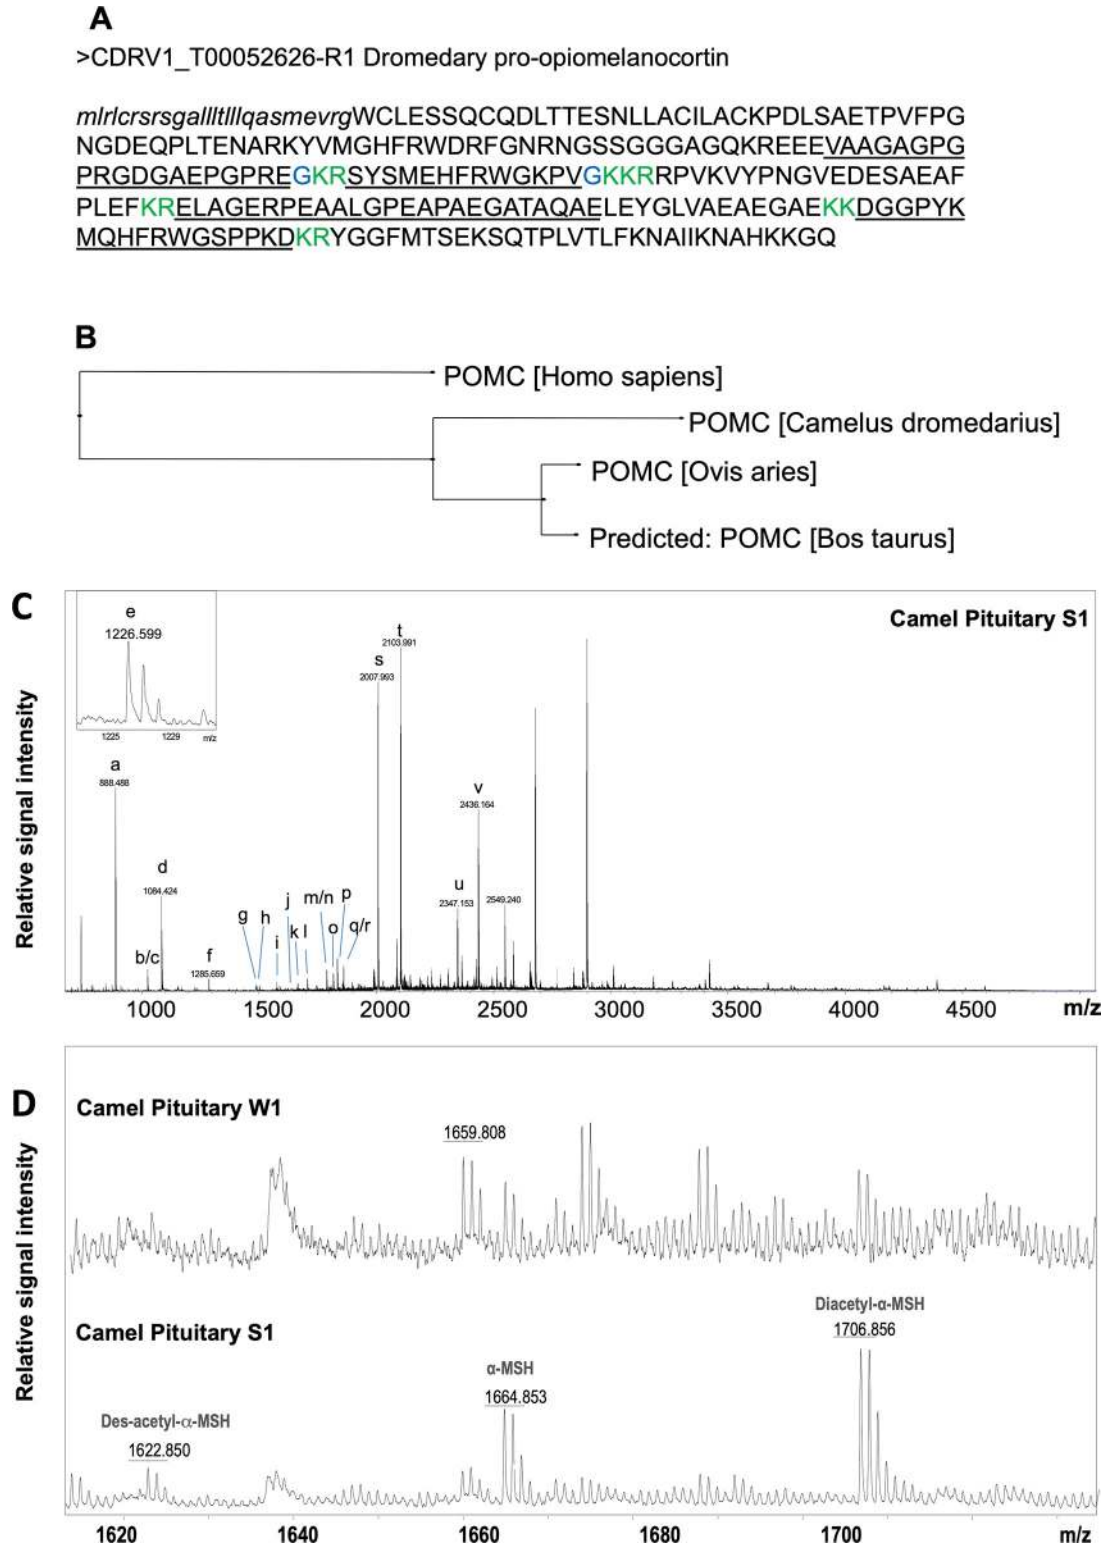 A
>CDRV1_T00052626-R1 Dromedary pro-opiomelanocortin
mlrlcrsrsgallltlllqasmevrgWCLESSQCQDLTTESNLLACILACKPDLSAETPVFPG
NGDEQPLTENARKYVMGHFRWDRFGNRNGSSGGGAGQKREEEVAAGAGPG
PRGDGAEPGPREGKRSYSMEHFRWGKPVGKKRRPVKVYPNGVEDESAEAF
PLEFKRELAGERPEAALGPEAPAEGATAQAELEYGLVAEAEGAEKKDGGPYK
MQHFRWGSPPKDKRYGGFMTSEKSQTPLVTLFKNAIIKNAHKKGQ
B
POMC [Homo sapiens]
POMC [Camelus dromedarius]
POMC [Ovis aries]
Predicted: POMC [Bos taurus]
C
Camel Pituitary S1
e
1226.599
1225 1229 m/z
t
2103.991
s
2007.993
a
888.488
v
2436.164
d
1084.424
u
2347.153
2549.240
g h i j k l m/n o p q/r
b/c
f
1285.659
Relative signal intensity
1000 1500 2000 2500 3000 3500 4000 4500 m/z
D
Camel Pituitary W1
1659.808
Relative signal intensity
Camel Pituitary S1
Diacetyl-α-MSH
1706.856
α-MSH
1664.853
Des-acetyl-α-MSH
1622.850
1620 1640 1660 1680 1700 m/z